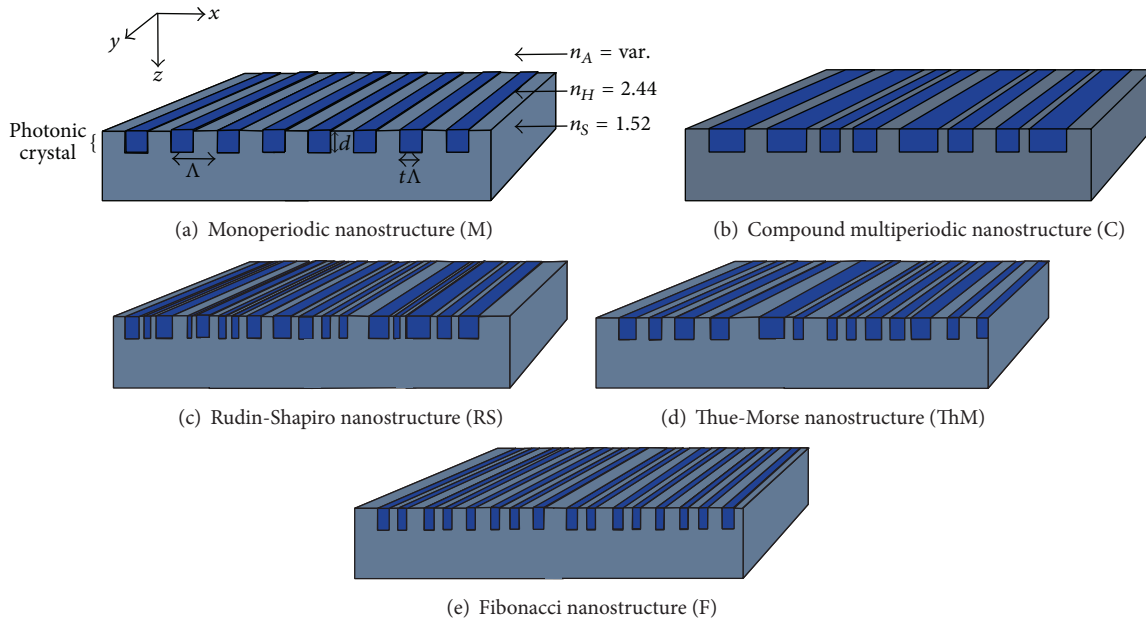 x
y
z
n_A = var.
n_H = 2.44
n_S = 1.52
Photonic
crystal
d
Λ
tΛ
(a) Monoperiodic nanostructure (M)
(b) Compound multiperiodic nanostructure (C)
(c) Rudin-Shapiro nanostructure (RS)
(d) Thue-Morse nanostructure (ThM)
(e) Fibonacci nanostructure (F)